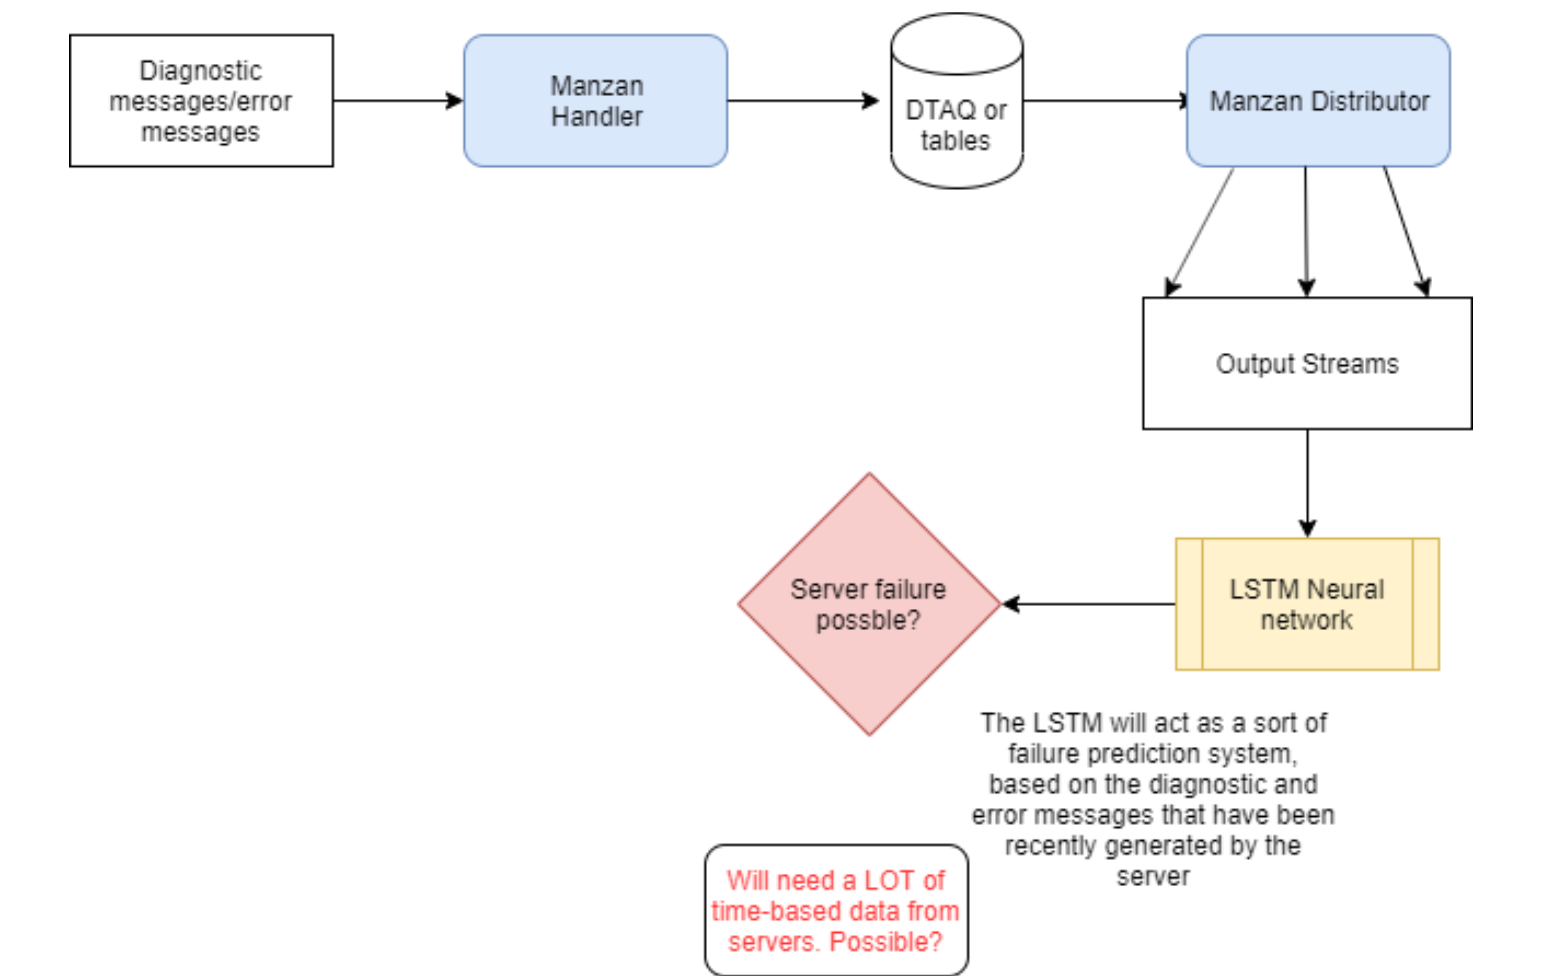 Diagnostic
messages/error
messages
Manzan
Handler
DTAQ or
tables
Manzan Distributor
Output Streams
LSTM Neural
network
Server failure
possble?
The LSTM will act as a sort of
failure prediction system,
based on the diagnostic and
error messages that have been
recently generated by the
server
Will need a LOT of
time-based data from
servers. Possible?